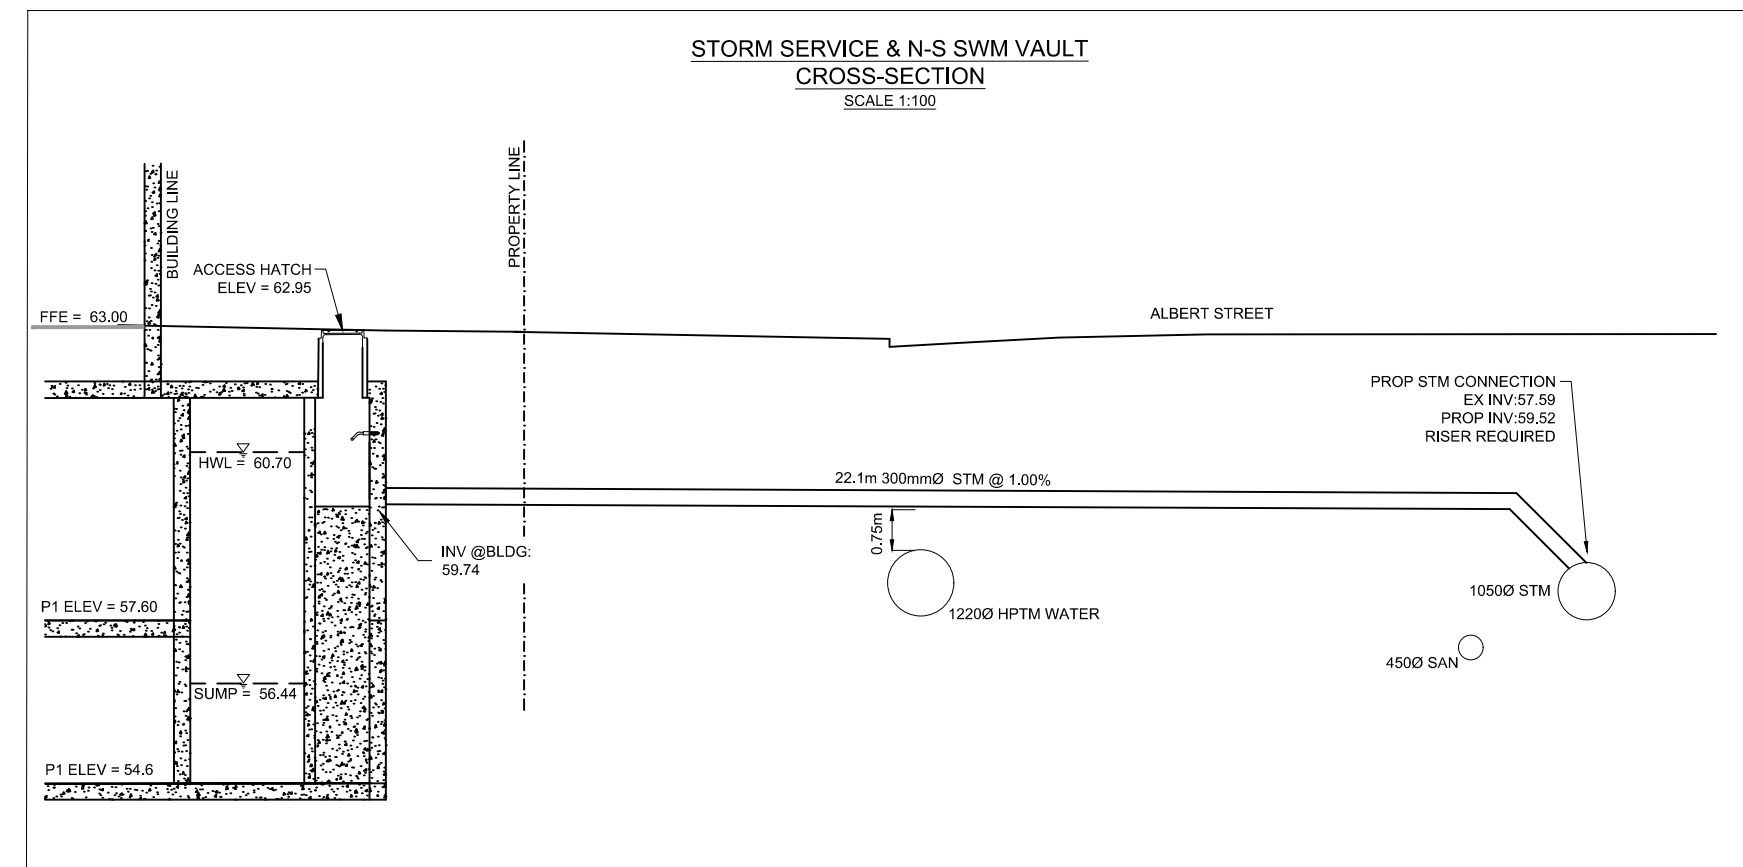 STORM SERVICE & N-S SWM VAULT
CROSS-SECTION
SCALE 1:100
BUILDING LINE
PROPERTY LINE
ACCESS HATCH
ELEV = 62.95
FFE = 63.00
ALBERT STREET
PROP STM CONNECTION
EX INV:57.59
PROP INV:59.52
RISER REQUIRED
HWL = 60.70
22.1m 300mmØ STM @ 1.00%
0.75m
INV @BLDG:
59.74
P1 ELEV = 57.60
1220Ø HPTM WATER
1050Ø STM
450Ø SAN
SUMP = 56.44
P1 ELEV = 54.6